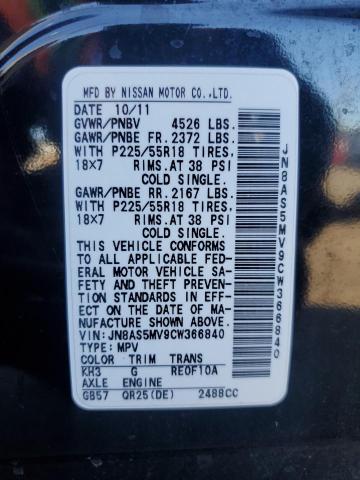 MFD BY NISSAN MOTOR CO.,LTD.
DATE 10/11
GVWR/PNBV 4526 LBS.
GAWR/PNBE FR.2372 LBS.
WITH P225/55R18 TIRES,
18X7 RIMS.AT 38 PSI
COLD SINGLE.
GAWR/PNBE RR.2167 LBS.
WITH P225/55R18 TIRES,
18X7 RIMS.AT 38 PSI
COLD SINGLE.
THIS VEHICLE CONFORMS
TO ALL APPLICABLE FED-
ERAL MOTOR VEHICLE SA-
FETY AND THEFT PREVEN-
TION STANDARDS IN EFF-
ECT ON THE DATE OF MA-
NUFACTURE SHOWN ABOVE.
VIN:JN8AS5MV9CW366840
TYPE: MPV
COLOR TRIM TRANS
KH3 G RE0F10A
AXLE ENGINE
GB57 QR25(DE) 2488CC
JN8AS5MV9CW366840